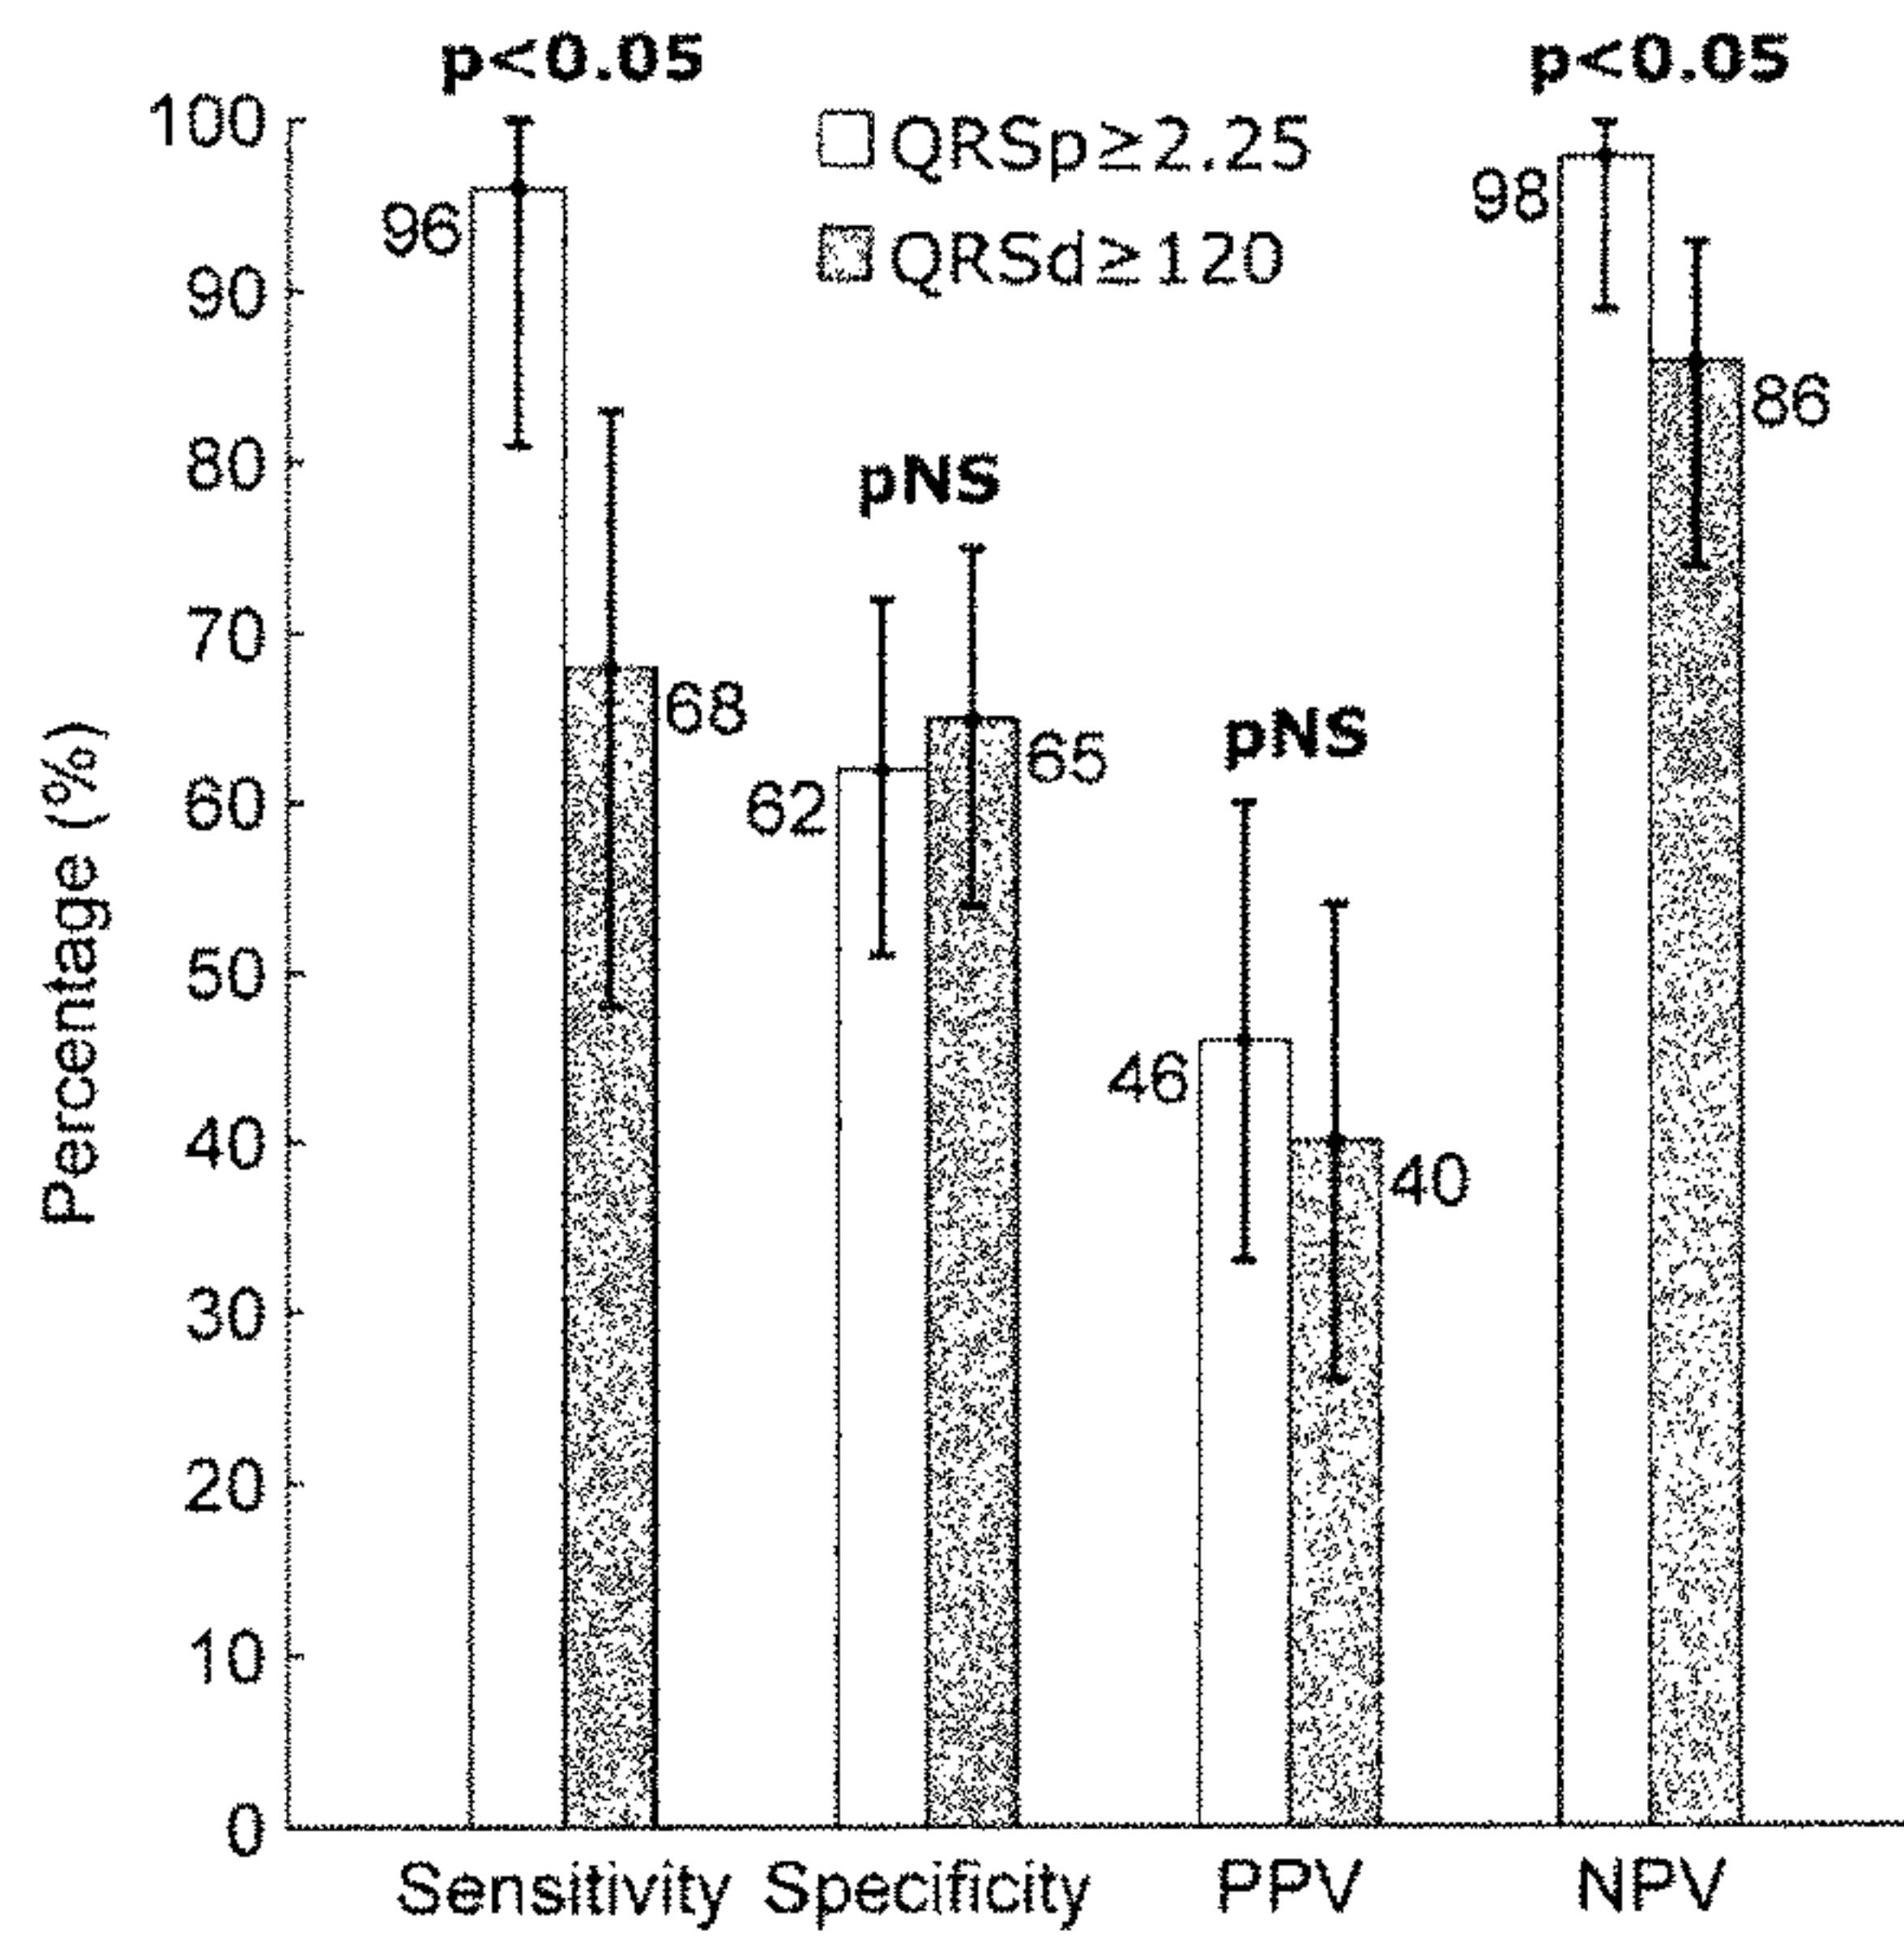 p<0.05
p<0.05
QRSp≥2.25
QRSd≥120
100
90
80
70
60
50
40
30
20
10
0
Percentage (%)
96
68
pNS
62
65
pNS
46
40
98
86
Sensitivity
Specificity
PPV
NPV